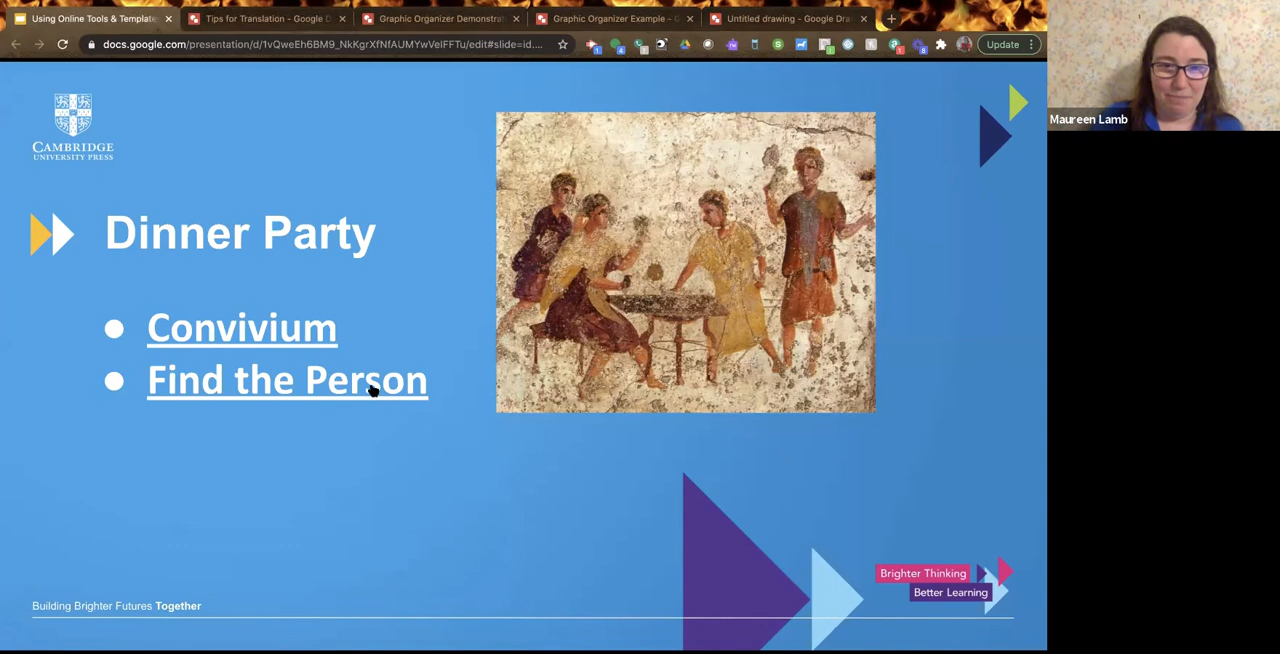 Using Online Tools & Template
Tips for Translation - Google D
Graphic Organizer Demonstrat
Graphic Organizer Example - G
Untitled drawing - Google Dra
docs.google.com/presentation/d/1vQweEh6BM9_NkKgrXfNfAUMYwVeIFFTu/edit#slide=id....
Update
Maureen Lamb
CAMBRIDGE
UNIVERSITY PRESS
Dinner Party
Convivium
Find the Person
Brighter Thinking
Better Learning
Building Brighter Futures Together